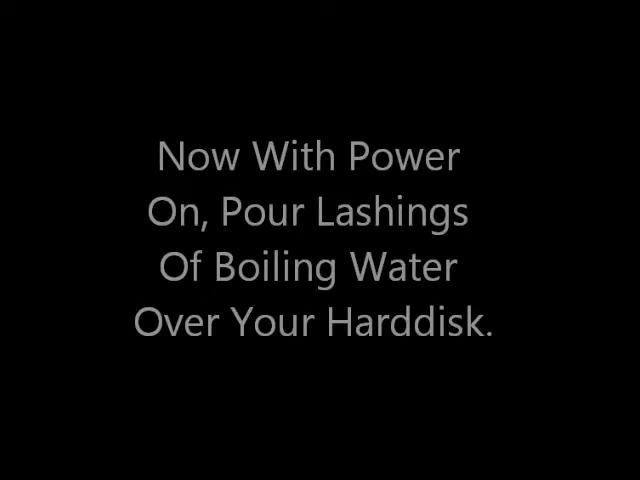 Now With Power
On, Pour Lashings
Of Boiling Water
Over Your Harddisk.